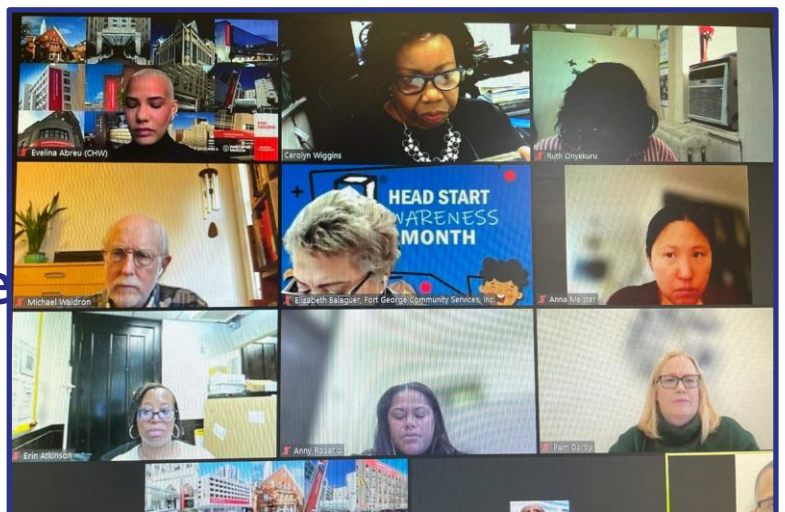 Evelina Abreu (CHW)
Carolyn Wiggins
Ruth Onyekuru
HEAD START
AWARENESS
MONTH
Michael Waldron
Elizabeth Balaguer, Fort George Community Services, Inc.
Anna Meister
e
Erin Atkinson
Anny Rosario
Pam Darby